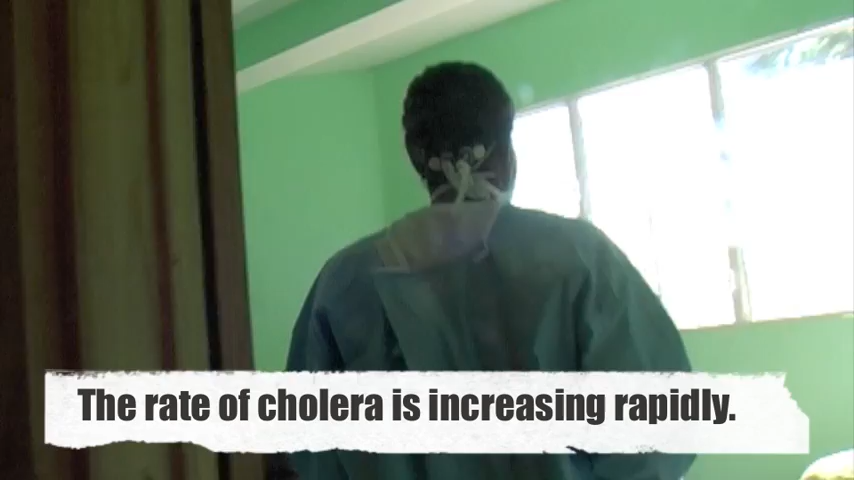 The rate of cholera is increasing rapidly.